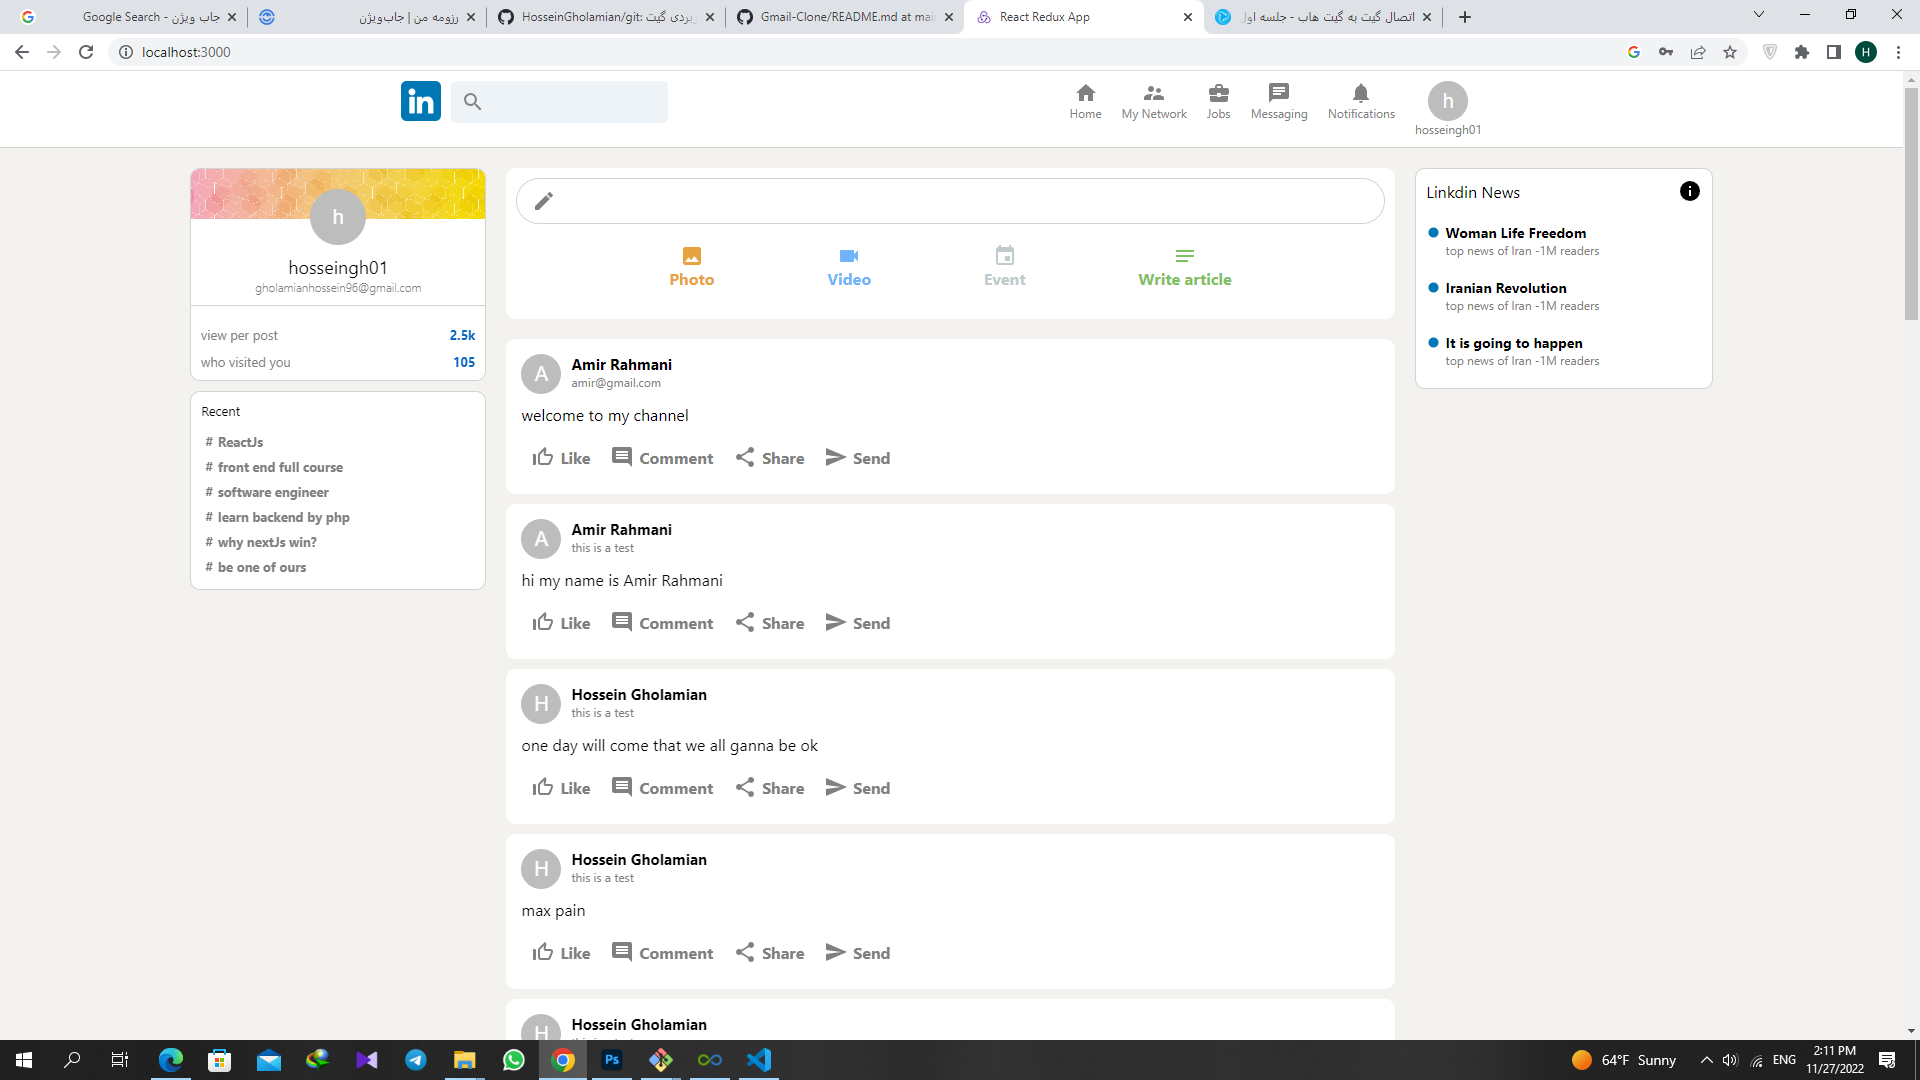 جاب ویژن - Google Search
رزومه من | جاب‌ویژن
HosseinGholamian/git:
Gmail-Clone/README.md at mai
React Redux App
اتصال گیت به گیت هاب - جلسه اول
localhost:3000
H
in
Home
My Network
Jobs
Messaging
Notifications
h
hosseingh01
h
hosseingh01
gholamianhossein96@gmail.com
view per post 2.5k
who visited you 105
Recent
# ReactJs
# front end full course
# software engineer
# learn backend by php
# why nextJs win?
# be one of ours
Photo
Video
Event
Write article
A
Amir Rahmani
amir@gmail.com
welcome to my channel
Like Comment Share Send
A
Amir Rahmani
this is a test
hi my name is Amir Rahmani
Like Comment Share Send
H
Hossein Gholamian
this is a test
one day will come that we all ganna be ok
Like Comment Share Send
H
Hossein Gholamian
this is a test
max pain
Like Comment Share Send
H
Hossein Gholamian
Linkdin News
Woman Life Freedom
top news of Iran -1M readers
Iranian Revolution
top news of Iran -1M readers
It is going to happen
top news of Iran -1M readers
Ps
64°F Sunny
ENG
2:11 PM
11/27/2022